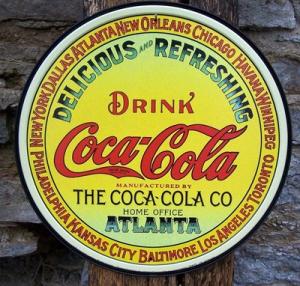 NEW YORK DALLAS ATLANTA NEW ORLEANS CHICAGO HAVANA WINNIPEG
DELICIOUS AND REFRESHING
DRINK
Coca-Cola
MANUFACTURED BY
THE COCA-COLA CO
HOME OFFICE
ATLANTA
PHILADELPHIA KANSAS CITY BALTIMORE LOS ANGELES TORONTO